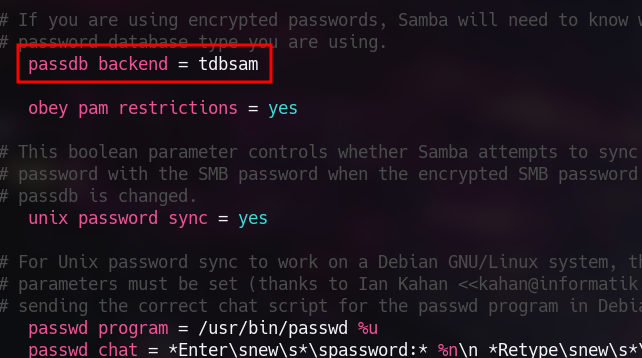 # If you are using encrypted passwords, Samba will need to know
# password database type you are using.
passdb backend = tdbsam
obey pam restrictions = yes
# This boolean parameter controls whether Samba attempts to sync
# password with the SMB password when the encrypted SMB password
# passdb is changed.
unix password sync = yes
# For Unix password sync to work on a Debian GNU/Linux system, th
# parameters must be set (thanks to Ian Kahan <<kahan@informatik
# sending the correct chat script for the passwd program in Debia
passwd program = /usr/bin/passwd %u
passwd chat = *Enter\snew\s*\spassword:* %n\n *Retype\snew\s*\